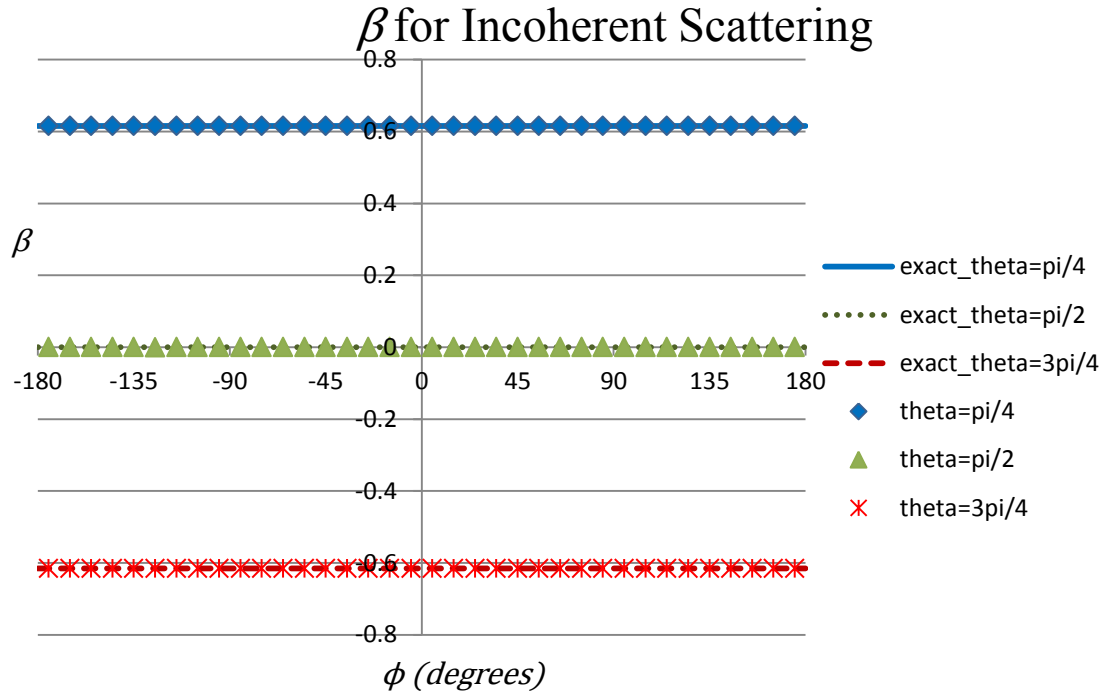 β for Incoherent Scattering
0.8
0.6
0.4
β
0.2
0
-180 -135 -90 -45 0 45 90 135 180
-0.2
-0.4
-0.6
-0.8
ϕ (degrees)
exact_theta=pi/4
exact_theta=pi/2
exact_theta=3pi/4
theta=pi/4
theta=pi/2
theta=3pi/4